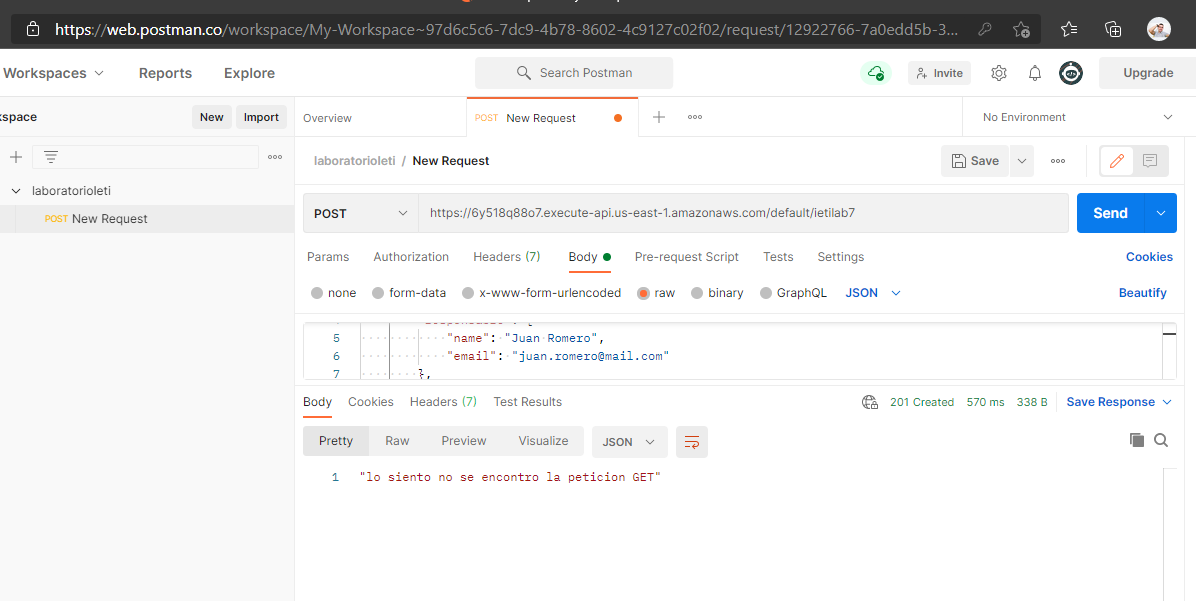 https://web.postman.co/workspace/My-Workspace~97d6c5c6-7dc9-4b78-8602-4c9127c02f02/request/12922766-7a0edd5b-3...
Workspaces Reports Explore Search Postman Invite Upgrade
kspace New Import Overview POST New Request No Environment
laboratorioleti / New Request Save
laboratorioleti
POST New Request
POST https://6y518q88o7.execute-api.us-east-1.amazonaws.com/default/ietilab7 Send
Params Authorization Headers (7) Body Pre-request Script Tests Settings Cookies
none form-data x-www-form-urlencoded raw binary GraphQL JSON Beautify
5 "name": "Juan Romero",
6 "email": "juan.romero@mail.com"
7 },
Body Cookies Headers (7) Test Results 201 Created 570 ms 338 B Save Response
Pretty Raw Preview Visualize JSON
1 "lo siento no se encontro la peticion GET"